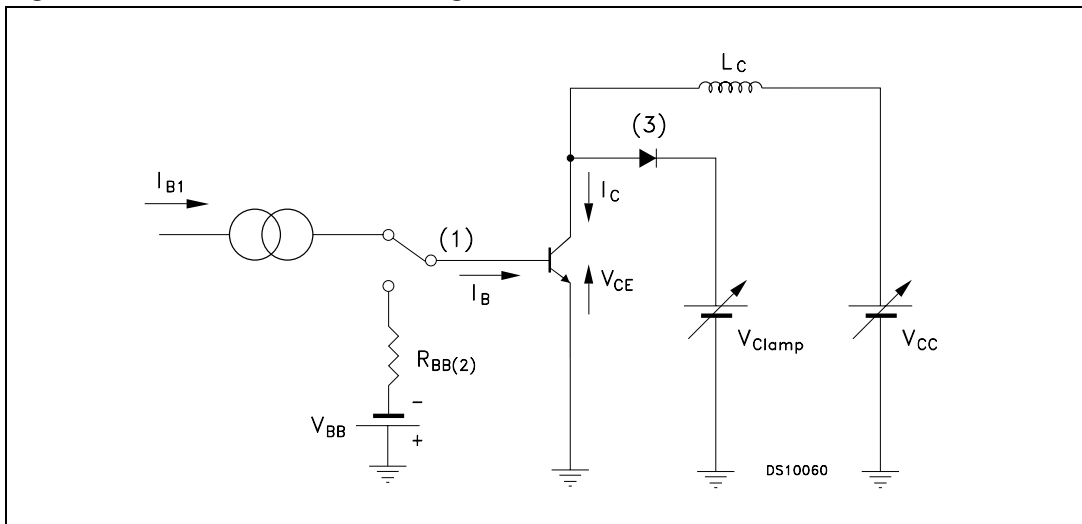 L_C
(3)
I_B1
I_C
(1)
I_B
V_CE
V_Clamp
V_CC
R_BB(2)
−
V_BB
+
DS10060